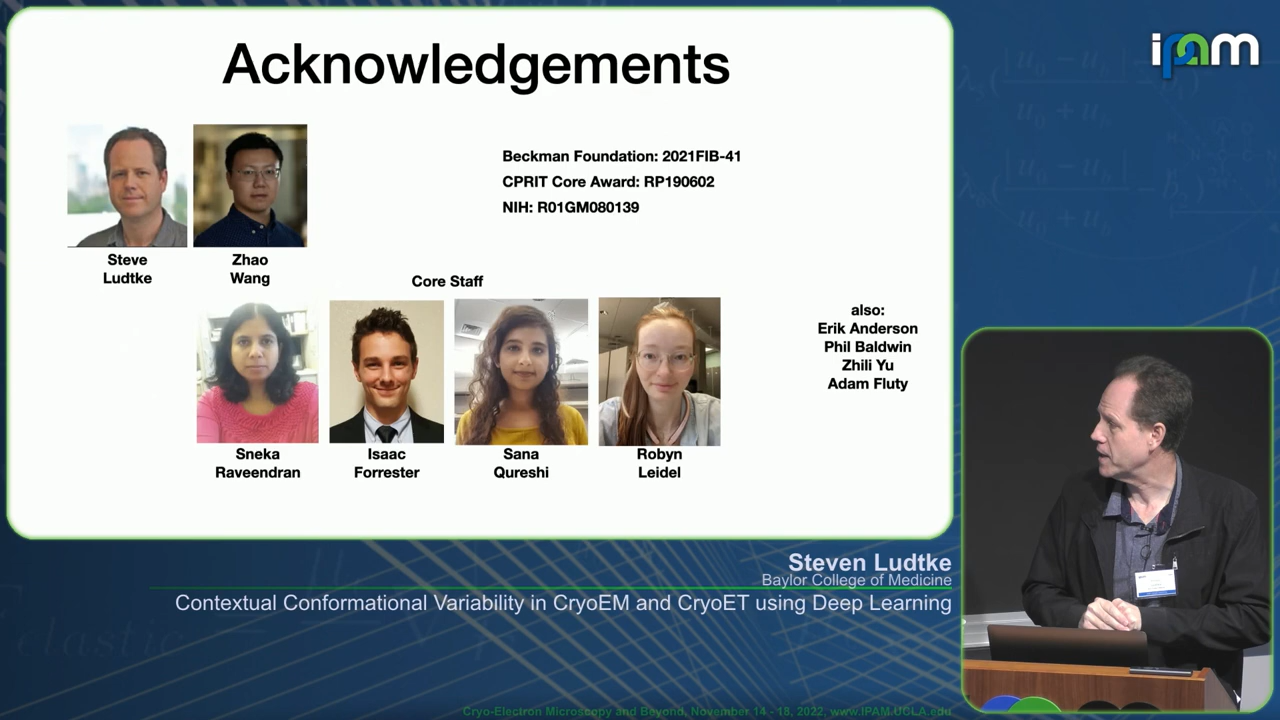 Acknowledgements
ipam
Beckman Foundation: 2021FIB-41
CPRIT Core Award: RP190602
NIH: R01GM080139
Steve
Ludtke
Zhao
Wang
Core Staff
also:
Erik Anderson
Phil Baldwin
Zhili Yu
Adam Fluty
Sneka
Raveendran
Isaac
Forrester
Sana
Qureshi
Robyn
Leidel
Steven Ludtke
Baylor College of Medicine
Contextual Conformational Variability in CryoEM and CryoET using Deep Learning
elastic
Cryo-Electron Microscopy and Beyond, November 14 - 18, 2022, www.IPAM.UCLA.edu